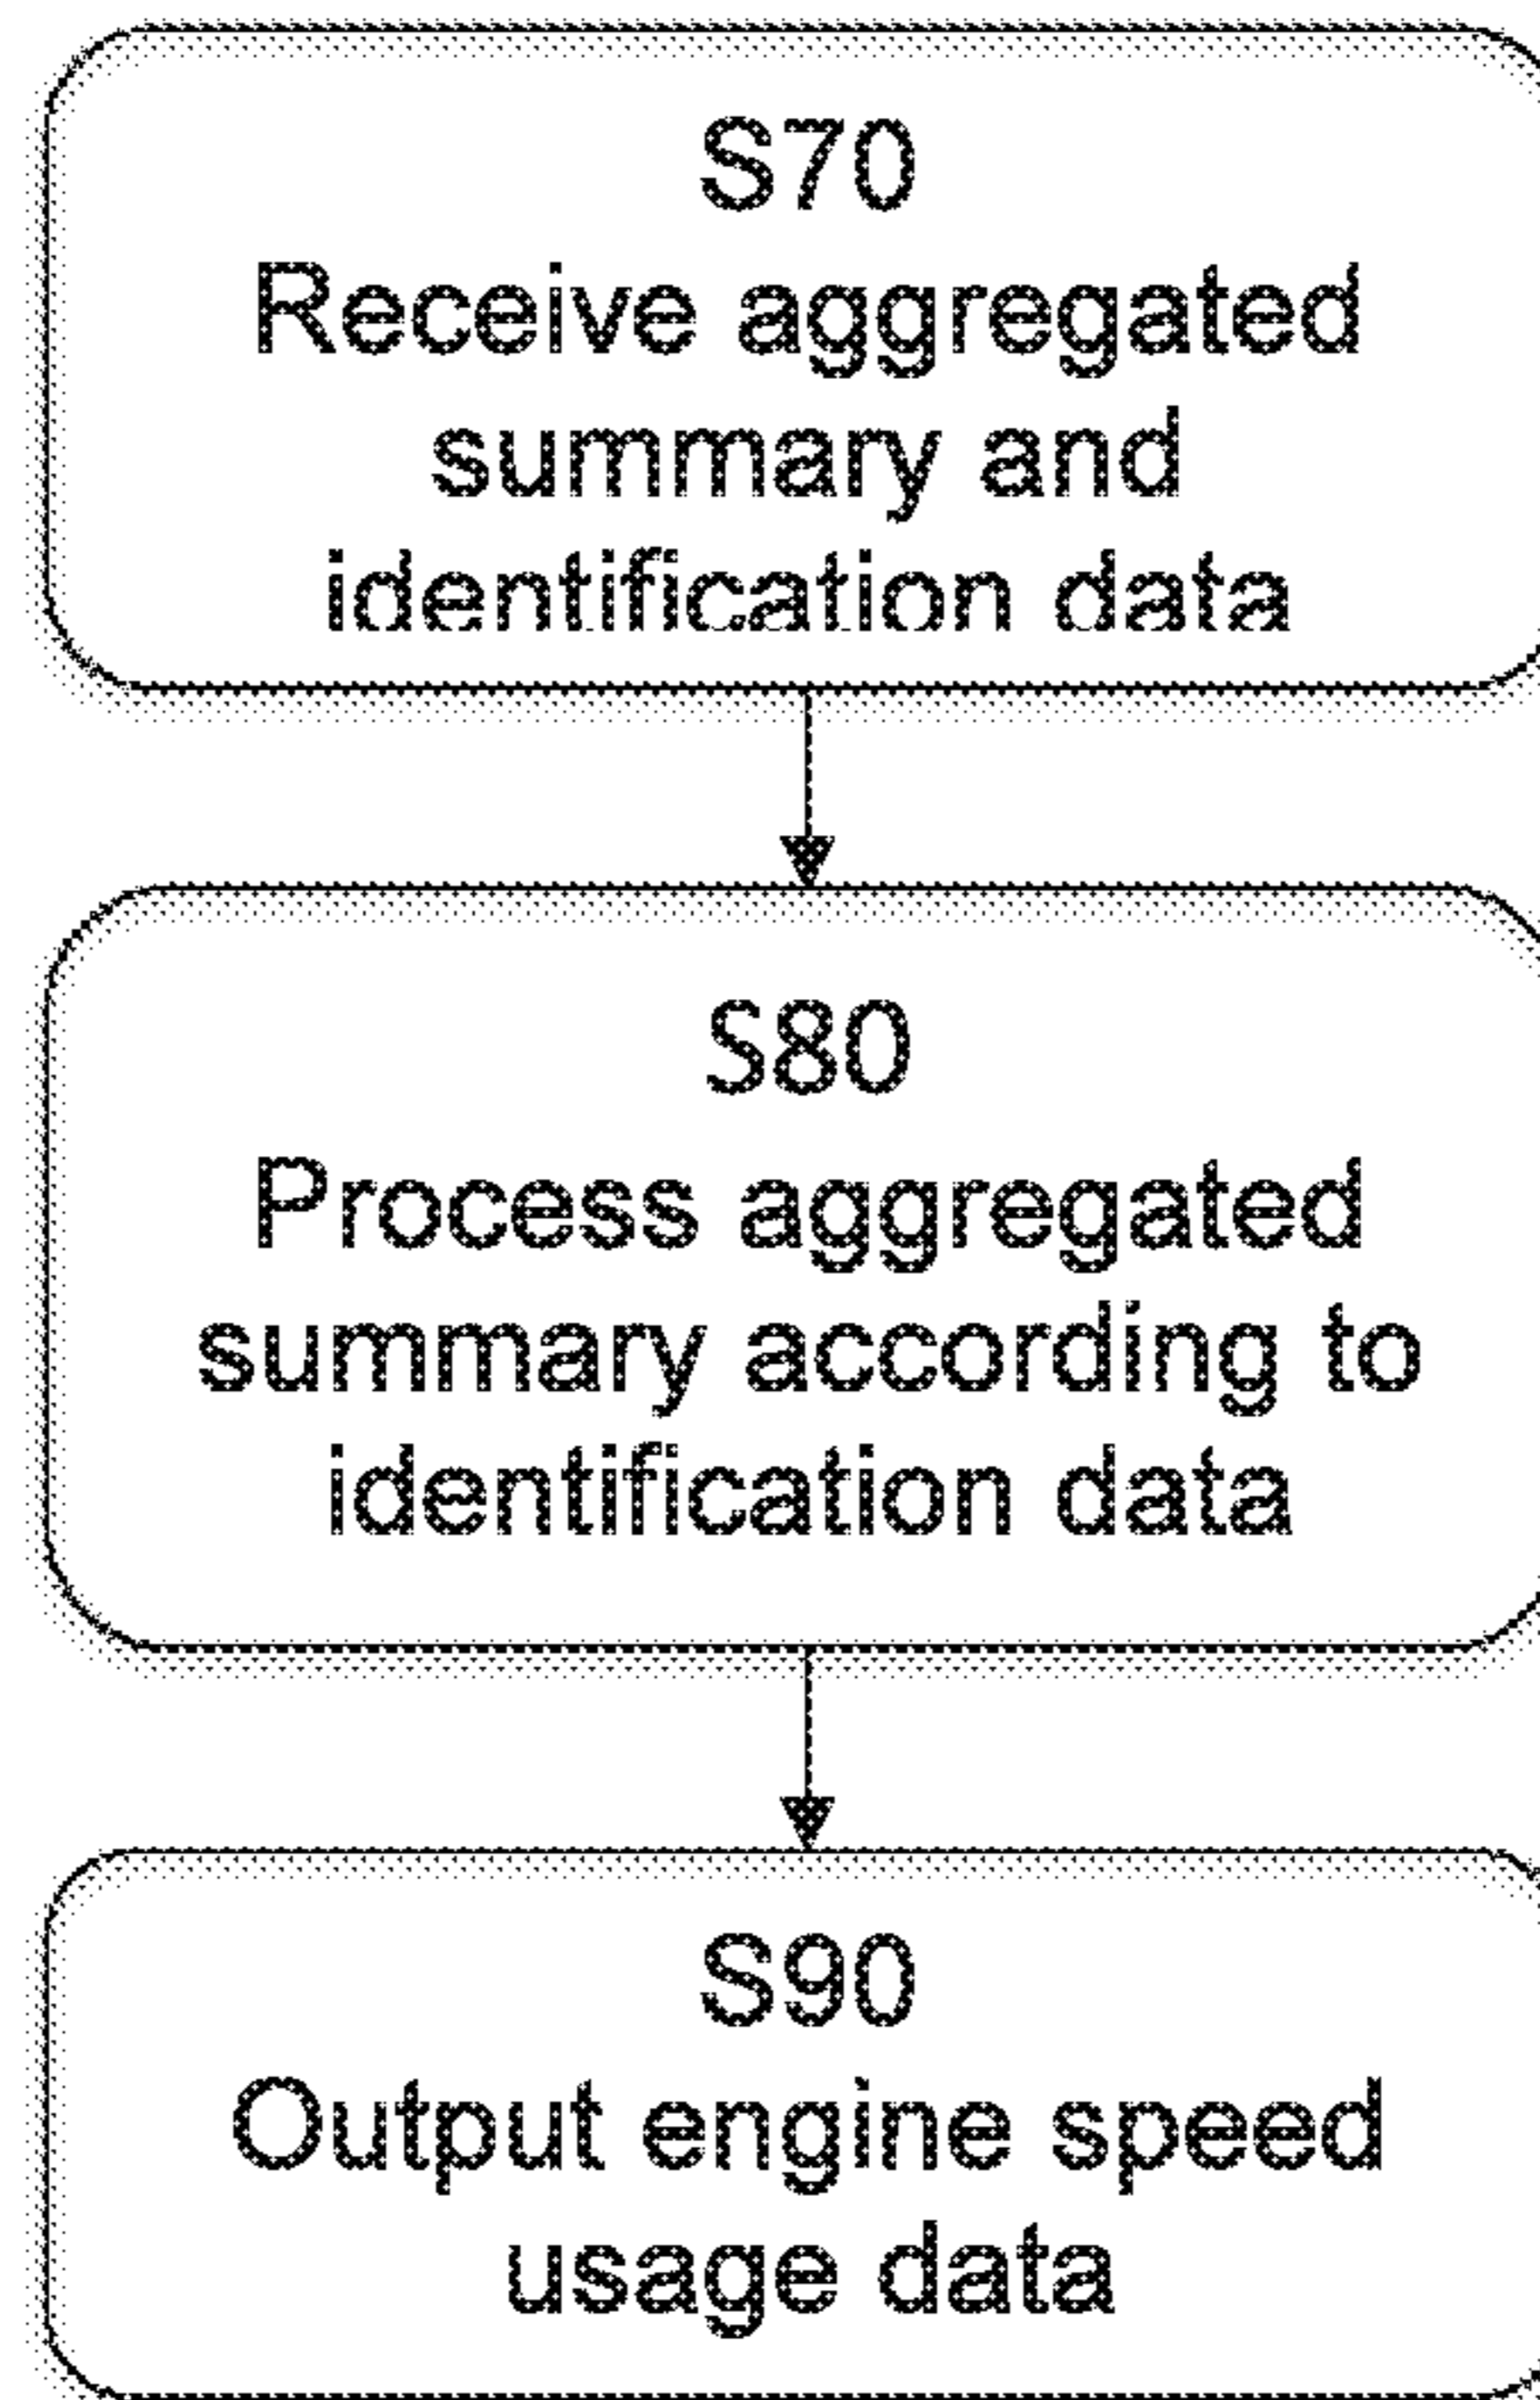 S70
Receive aggregated
summary and
identification data
S80
Process aggregated
summary according to
identification data
S90
Output engine speed
usage data